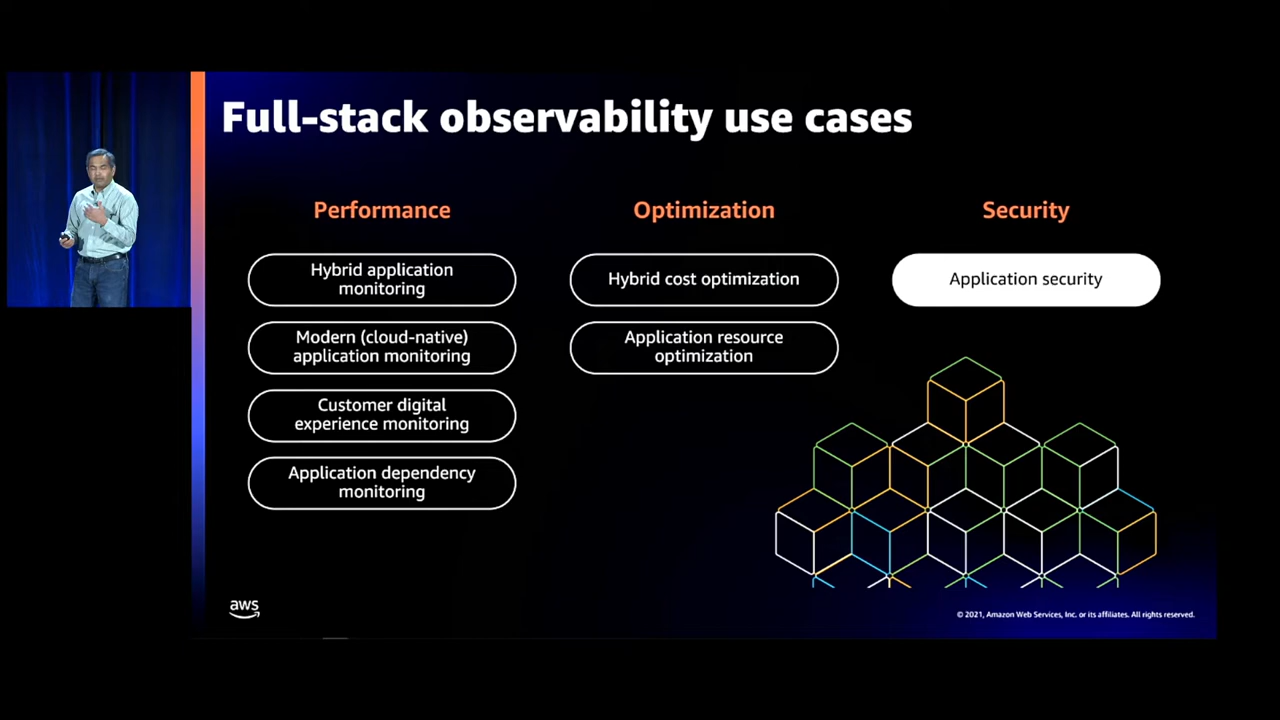 Full-stack observability use cases
Performance
Hybrid application
monitoring
Modern (cloud-native)
application monitoring
Customer digital
experience monitoring
Application dependency
monitoring
Optimization
Hybrid cost optimization
Application resource
optimization
Security
Application security
aws
© 2021, Amazon Web Services, Inc. or its affiliates. All rights reserved.